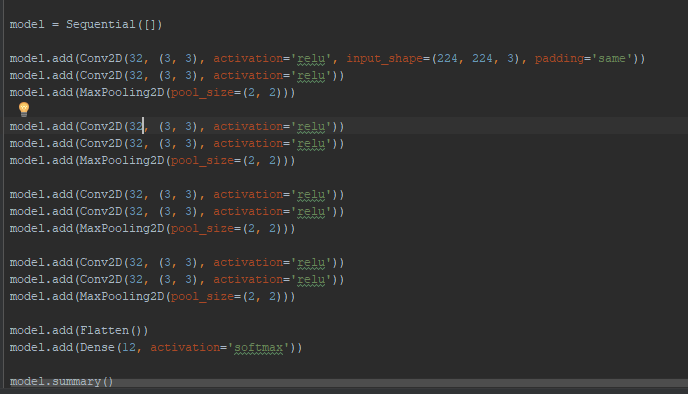 model = Sequential([])
model.add(Conv2D(32, (3, 3), activation='relu', input_shape=(224, 224, 3), padding='same'))
model.add(Conv2D(32, (3, 3), activation='relu'))
model.add(MaxPooling2D(pool_size=(2, 2)))
model.add(Conv2D(32, (3, 3), activation='relu'))
model.add(Conv2D(32, (3, 3), activation='relu'))
model.add(MaxPooling2D(pool_size=(2, 2)))
model.add(Conv2D(32, (3, 3), activation='relu'))
model.add(Conv2D(32, (3, 3), activation='relu'))
model.add(MaxPooling2D(pool_size=(2, 2)))
model.add(Conv2D(32, (3, 3), activation='relu'))
model.add(Conv2D(32, (3, 3), activation='relu'))
model.add(MaxPooling2D(pool_size=(2, 2)))
model.add(Flatten())
model.add(Dense(12, activation='softmax'))
model.summary()